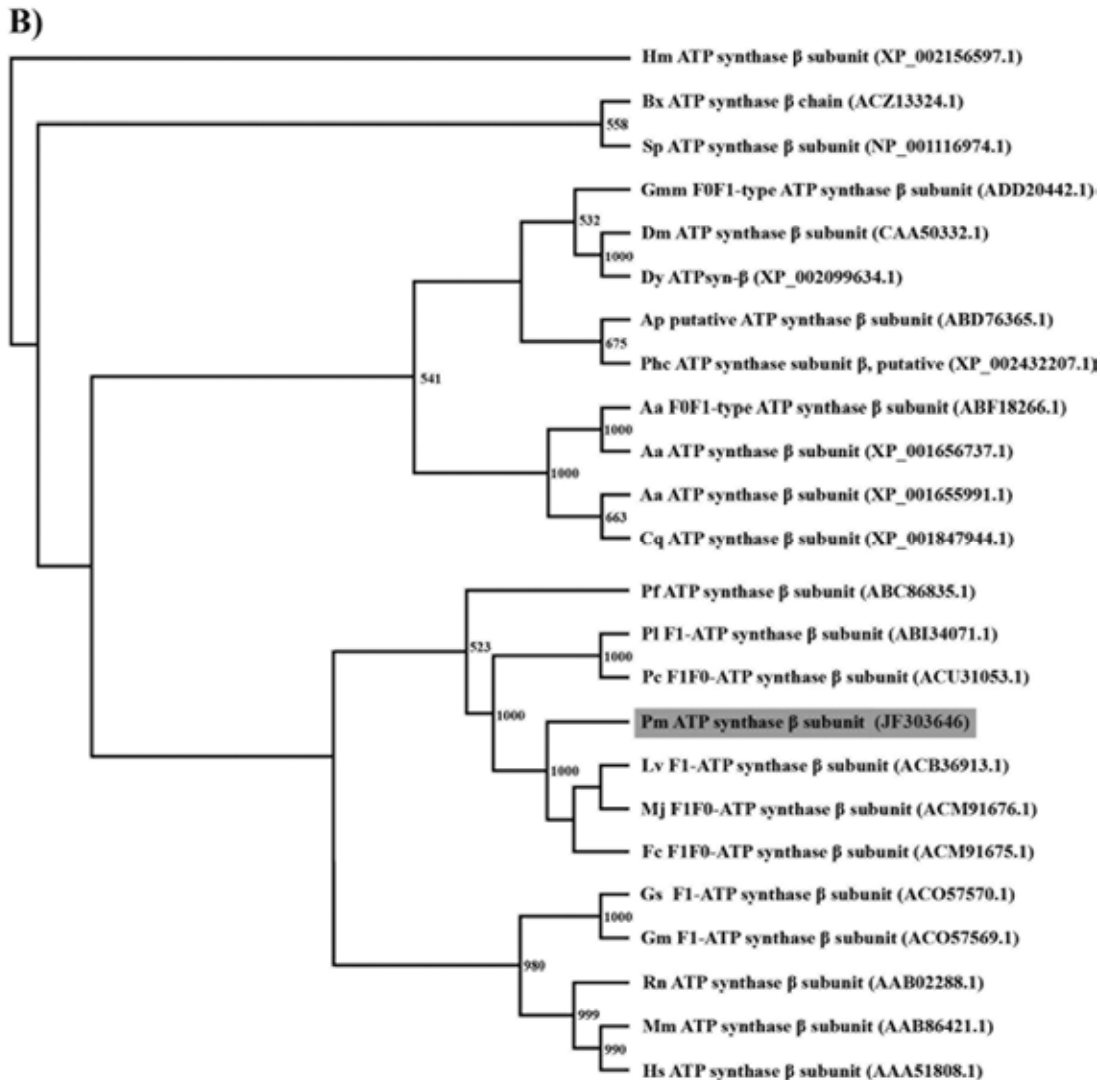 B)
Hm ATP synthase β subunit (XP_002156597.1)
Bx ATP synthase β chain (ACZ13324.1)
558
Sp ATP synthase β subunit (NP_001116974.1)
Gmm F0F1-type ATP synthase β subunit (ADD20442.1)
532
Dm ATP synthase β subunit (CAA50332.1)
1000
Dy ATPsyn-β (XP_002099634.1)
Ap putative ATP synthase β subunit (ABD76365.1)
675
Phc ATP synthase subunit β, putative (XP_002432207.1)
541
Aa F0F1-type ATP synthase β subunit (ABF18266.1)
1000
Aa ATP synthase β subunit (XP_001656737.1)
1000
Aa ATP synthase β subunit (XP_001655991.1)
663
Cq ATP synthase β subunit (XP_001847944.1)
Pf ATP synthase β subunit (ABC86835.1)
523
Pl F1-ATP synthase β subunit (ABI34071.1)
1000
Pc F1F0-ATP synthase β subunit (ACU31053.1)
1000
Pm ATP synthase β subunit (JF303646)
1000
Lv F1-ATP synthase β subunit (ACB36913.1)
Mj F1F0-ATP synthase β subunit (ACM91676.1)
Fc F1F0-ATP synthase β subunit (ACM91675.1)
Gs F1-ATP synthase β subunit (ACO57570.1)
1000
Gm F1-ATP synthase β subunit (ACO57569.1)
980
Rn ATP synthase β subunit (AAB02288.1)
999
Mm ATP synthase β subunit (AAB86421.1)
990
Hs ATP synthase β subunit (AAA51808.1)